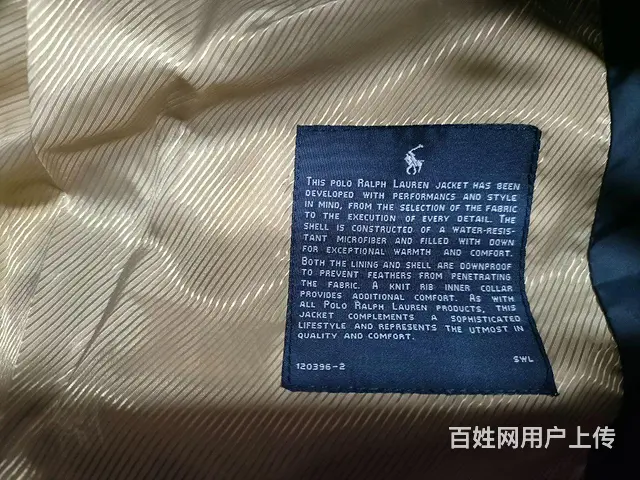 THIS POLO RALPH LAUREN JACKET HAS BEEN
DEVELOPED WITH PERFORMANCE AND STYLE
IN MIND, FROM THE SELECTION OF THE FABRIC
TO THE EXECUTION OF EVERY DETAIL. THE
SHELL IS CONSTRUCTED OF A WATER-RESIS-
TANT MICROFIBER AND FILLED WITH DOWN
FOR EXCEPTIONAL WARMTH AND COMFORT.
BOTH THE LINING AND SHELL ARE DOWNPROOF
TO PREVENT FEATHERS FROM PENETRATING
THE FABRIC. A KNIT RIB INNER COLLAR
PROVIDES ADDITIONAL COMFORT. AS WITH
ALL POLO RALPH LAUREN PRODUCTS, THIS
JACKET COMPLEMENTS A SOPHISTICATED
LIFESTYLE AND REPRESENTS THE UTMOST IN
QUALITY AND COMFORT.
SWL
120396-2
百姓网用户上传